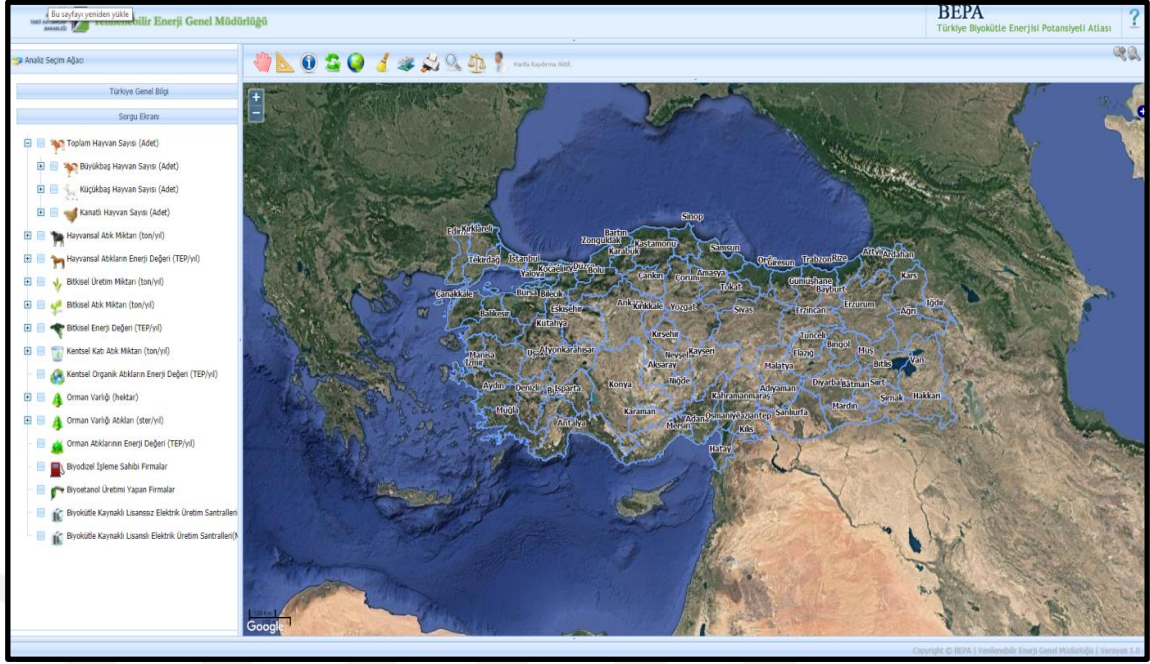 Bu sayfayı yeniden yükle
Yenilenebilir Enerji Genel Müdürlüğü
BEPA
Türkiye Biyokütle Enerjisi Potansiyeli Atlası
?
Analiz Seçim Ağacı
Harita Kaydırma Aktif.
Türkiye Genel Bilgi
Sorgu Ekranı
Toplam Hayvan Sayısı (Adet)
Büyükbaş Hayvan Sayısı (Adet)
Küçükbaş Hayvan Sayısı (Adet)
Kanatlı Hayvan Sayısı (Adet)
Hayvansal Atık Miktarı (ton/yıl)
Hayvansal Atıkların Enerji Değeri (TEP/yıl)
Bitkisel Üretim Miktarı (ton/yıl)
Bitkisel Atık Miktarı (ton/yıl)
Bitkisel Enerji Değeri (TEP/yıl)
Kentsel Katı Atık Miktarı (ton/yıl)
Kentsel Organik Atıkların Enerji Değeri (TEP/yıl)
Orman Varlığı (hektar)
Orman Varlığı Atıkları (ster/yıl)
Orman Atıklarının Enerji Değeri (TEP/yıl)
Biyodizel İşleme Sahibi Firmalar
Biyoetanol Üretimi Yapan Firmalar
Biyokütle Kaynaklı Lisanssız Elektrik Üretim Santralleri
Biyokütle Kaynaklı Lisanslı Elektrik Üretim Santralleri(M
Sinop
Kırklareli
Bartın
Zonguldak
Kastamonu
Karabük
Samsun
Tekirdağ
İstanbul
Kocaeli
Yalova
Bolu
Çankırı
Çorum
Amasya
Tokat
Giresun
Trabzon
Rize
Artvin
Ardahan
Gümüşhane
Bayburt
Kars
Çanakkale
Bursa
Bilecik
Balıkesir
Eskişehir
Kütahya
Kırıkkale
Yozgat
Sivas
Erzincan
Erzurum
Ağrı
Iğdır
Kırşehir
Tunceli
Bingöl
Muş
Manisa
İzmir
Afyonkarahisar
Kayseri
Aksaray
Malatya
Elazığ
Bitlis
Van
Aydın
Denizli
Isparta
Konya
Niğde
Kahramanmaraş
Adıyaman
Batman
Siirt
Şırnak
Hakkari
Muğla
Antalya
Karaman
Mersin
Adana
Şanlıurfa
Mardin
Kilis
Hatay
Google
Copyright © BEPA | Yenilenebilir Enerji Genel Müdürlüğü | Versiyon 1.0